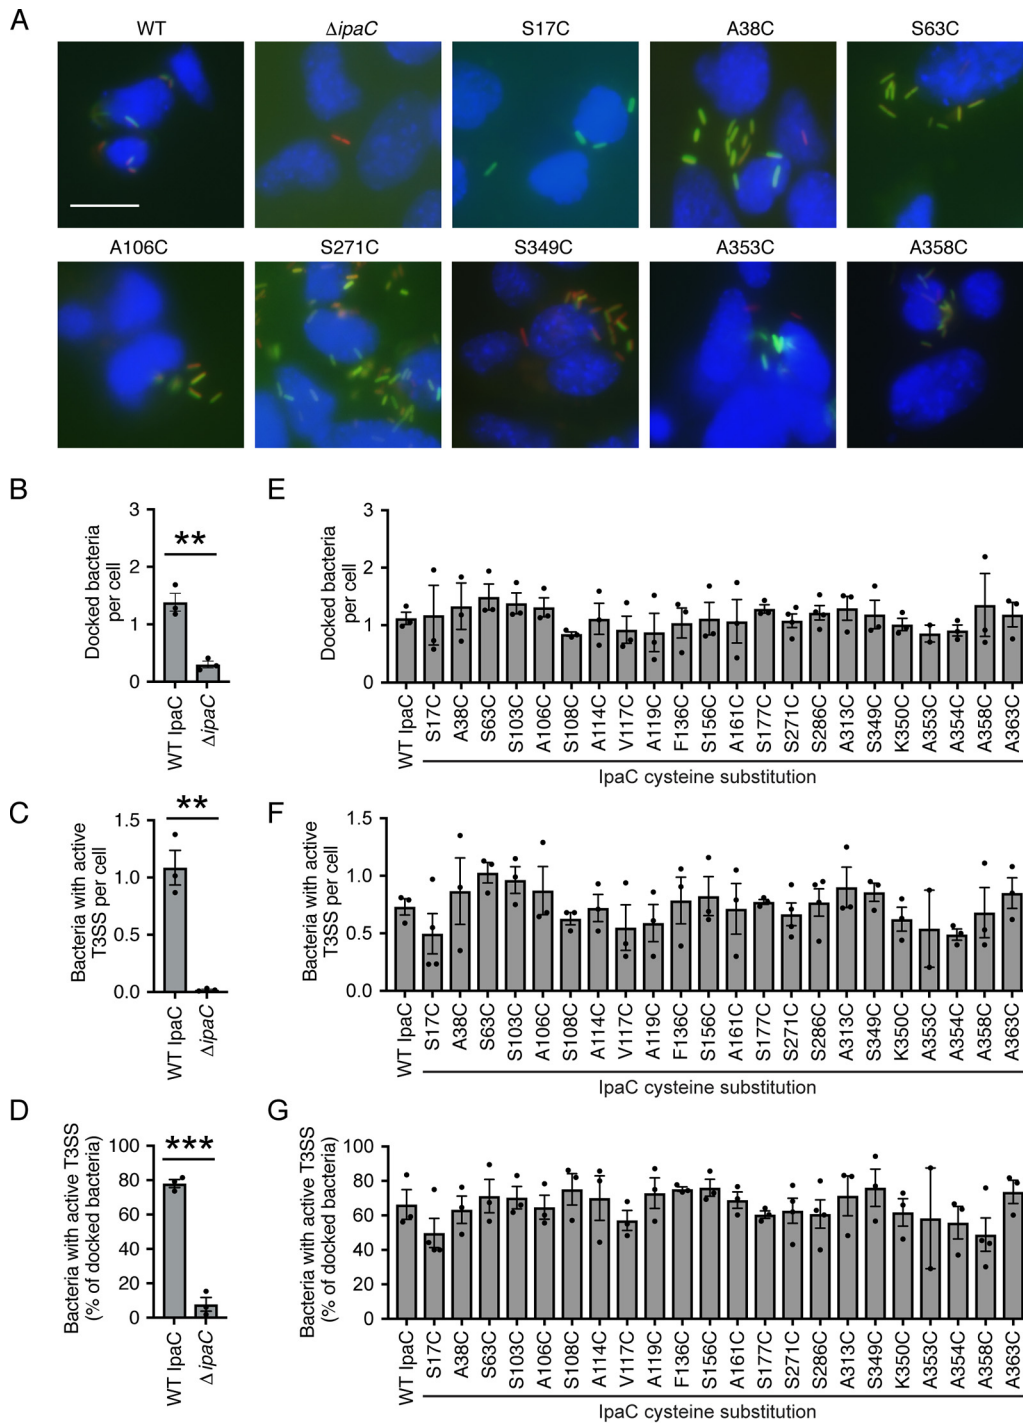 A
WT
ΔipaC
S17C
A38C
S63C
A106C
S271C
S349C
A353C
A358C
B
Docked bacteria
per cell
3
2
1
0
**
WT IpaC
ΔipaC
E
Docked bacteria
per cell
3
2
1
0
WT IpaC
S17C
A38C
S63C
S103C
A106C
S108C
A114C
V117C
A119C
F136C
S156C
A161C
S177C
S271C
S286C
A313C
S349C
K350C
A353C
A354C
A358C
A363C
IpaC cysteine substitution
C
Bacteria with active
T3SS per cell
1.5
1.0
0.5
0.0
**
WT IpaC
ΔipaC
F
Bacteria with active
T3SS per cell
1.5
1.0
0.5
0.0
WT IpaC
S17C
A38C
S63C
S103C
A106C
S108C
A114C
V117C
A119C
F136C
S156C
A161C
S177C
S271C
S286C
A313C
S349C
K350C
A353C
A354C
A358C
A363C
IpaC cysteine substitution
D
Bacteria with active T3SS
(% of docked bacteria)
100
80
60
40
20
0
***
WT IpaC
ΔipaC
G
Bacteria with active T3SS
(% of docked bacteria)
100
80
60
40
20
0
WT IpaC
S17C
A38C
S63C
S103C
A106C
S108C
A114C
V117C
A119C
F136C
S156C
A161C
S177C
S271C
S286C
A313C
S349C
K350C
A353C
A354C
A358C
A363C
IpaC cysteine substitution